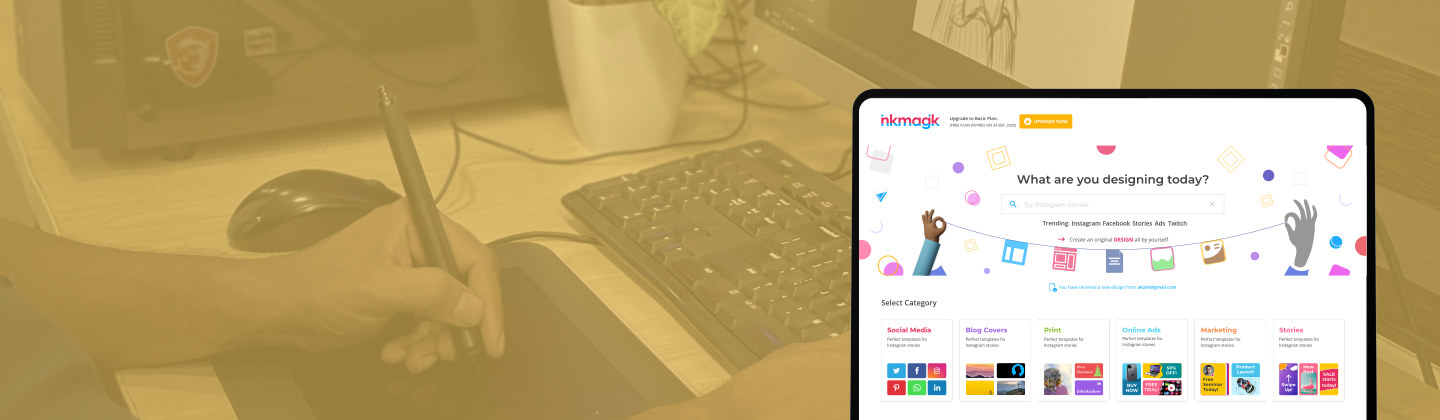 inkmagik
Upgrade to Basic Plan
UPGRADE NOW
What are you designing today?
Try "Instagram Stories"
Trending: Instagram Facebook Stories Ads Twitch
Create an original DESIGN all by yourself
You have received a new design from akash@gmail.com
Select Category
Social Media
Perfect templates for
Instagram stories
Blog Covers
Perfect templates for
Instagram stories
Print
Perfect templates for
Instagram stories
Online Ads
Perfect templates for
Instagram stories
BUY
NOW
50%
OFF!
FREE
TRIAL!
Marketing
Perfect templates for
Instagram stories
Free
Seminar
Today!
Product
Launch
Stories
Perfect templates for
Instagram stories
Swipe
Up!
New
Post
SALE
starts
today!